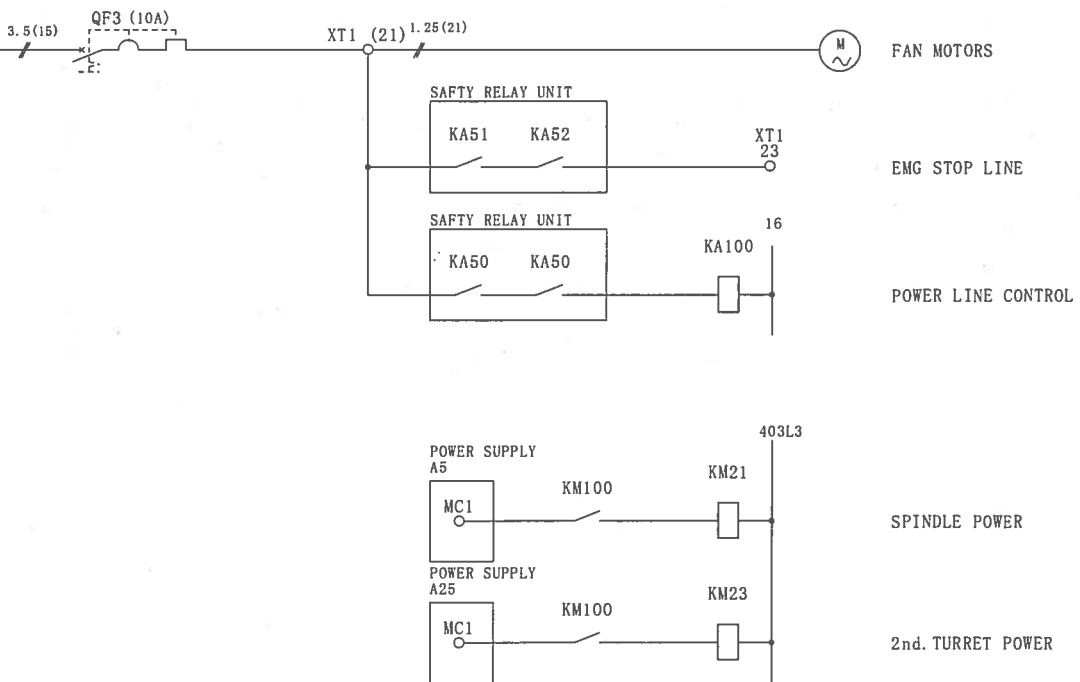 3.5(15)
QF3 (10A)
XT1 (21)
1.25(21)
M
FAN MOTORS
SAFTY RELAY UNIT
KA51 KA52
XT1
23
EMG STOP LINE
SAFTY RELAY UNIT
16
KA50 KA50
KA100
POWER LINE CONTROL
403L3
POWER SUPPLY
A5
MC1
KM100
KM21
SPINDLE POWER
POWER SUPPLY
A25
MC1
KM100
KM23
2nd. TURRET POWER